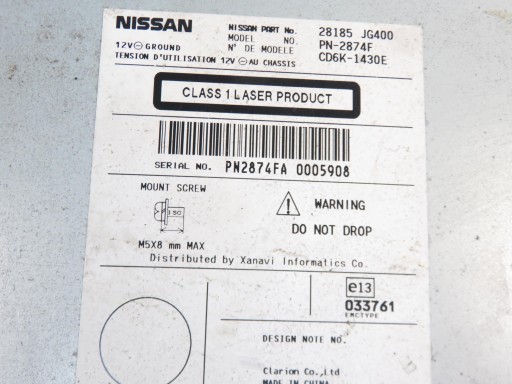 NISSAN NISSAN PART No. 28185 JG400
MODEL NO. PN-2874F
12V⊖GROUND N° DE MODELE CD6K-1430E
TENSION D'UTILISATION 12V⊖AU CHASSIS
CLASS 1 LASER PRODUCT
SERIAL NO. PN2874FA 0005908
MOUNT SCREW
ISO
WARNING
DO NOT DROP
M5X8 mm MAX
Distributed by Xanavi Informatics Co.
e13
033761
EMCTYPE
DESIGN NOTE NO.
Clarion Co.,Ltd
MADE IN CHINA